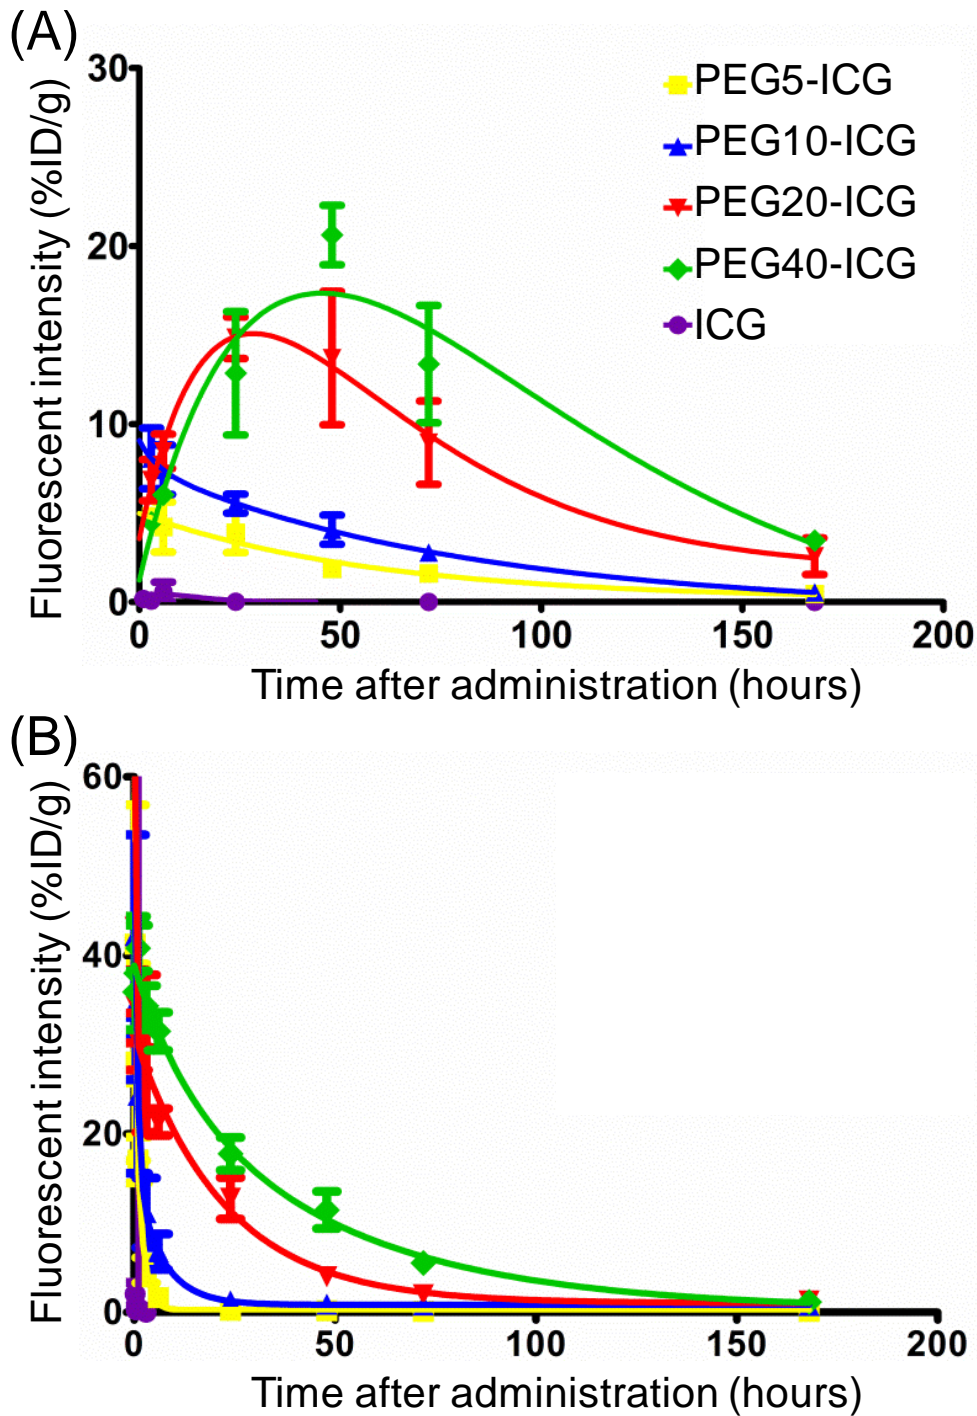 (A)
30
20
10
0
Fluorescent intensity (%ID/g)
PEG5-ICG
PEG10-ICG
PEG20-ICG
PEG40-ICG
ICG
0 50 100 150 200
Time after administration (hours)
(B)
60
40
20
0
Fluorescent intensity (%ID/g)
0 50 100 150 200
Time after administration (hours)